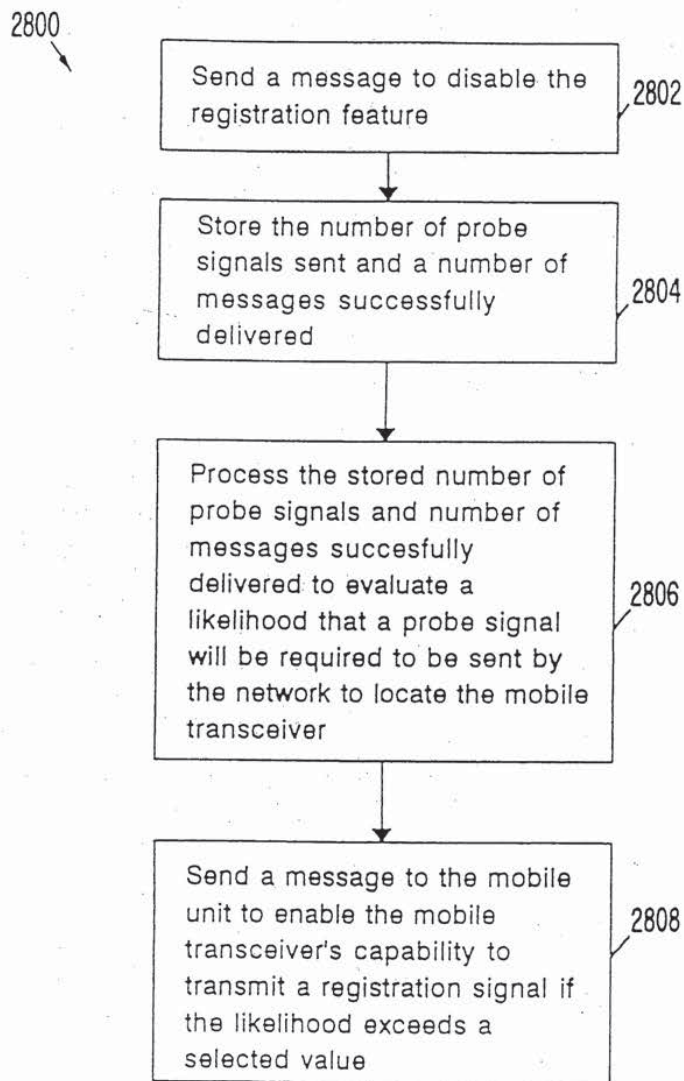 2800
Send a message to disable the
registration feature
2802
Store the number of probe
signals sent and a number of
messages successfully
delivered
2804
Process the stored number of
probe signals and number of
messages succesfully
delivered to evaluate a
likelihood that a probe signal
will be required to be sent by
the network to locate the mobile
transceiver
2806
Send a message to the mobile
unit to enable the mobile
transceiver's capability to
transmit a registration signal if
the likelihood exceeds a
selected value
2808